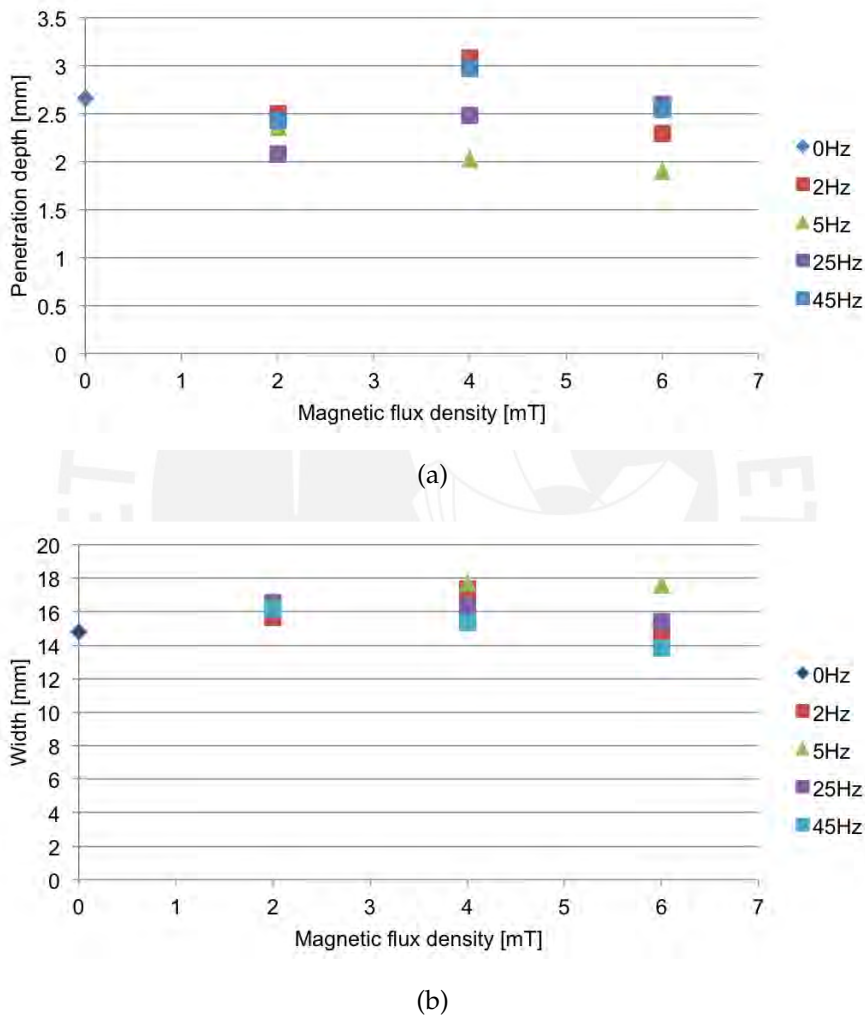 3.5
3
2.5
2
1.5
1
0.5
0
Penetration depth [mm]
0 1 2 3 4 5 6 7
Magnetic flux density [mT]
0Hz
2Hz
5Hz
25Hz
45Hz
(a)
20
18
16
14
12
10
8
6
4
2
0
Width [mm]
0 1 2 3 4 5 6 7
Magnetic flux density [mT]
0Hz
2Hz
5Hz
25Hz
45Hz
(b)